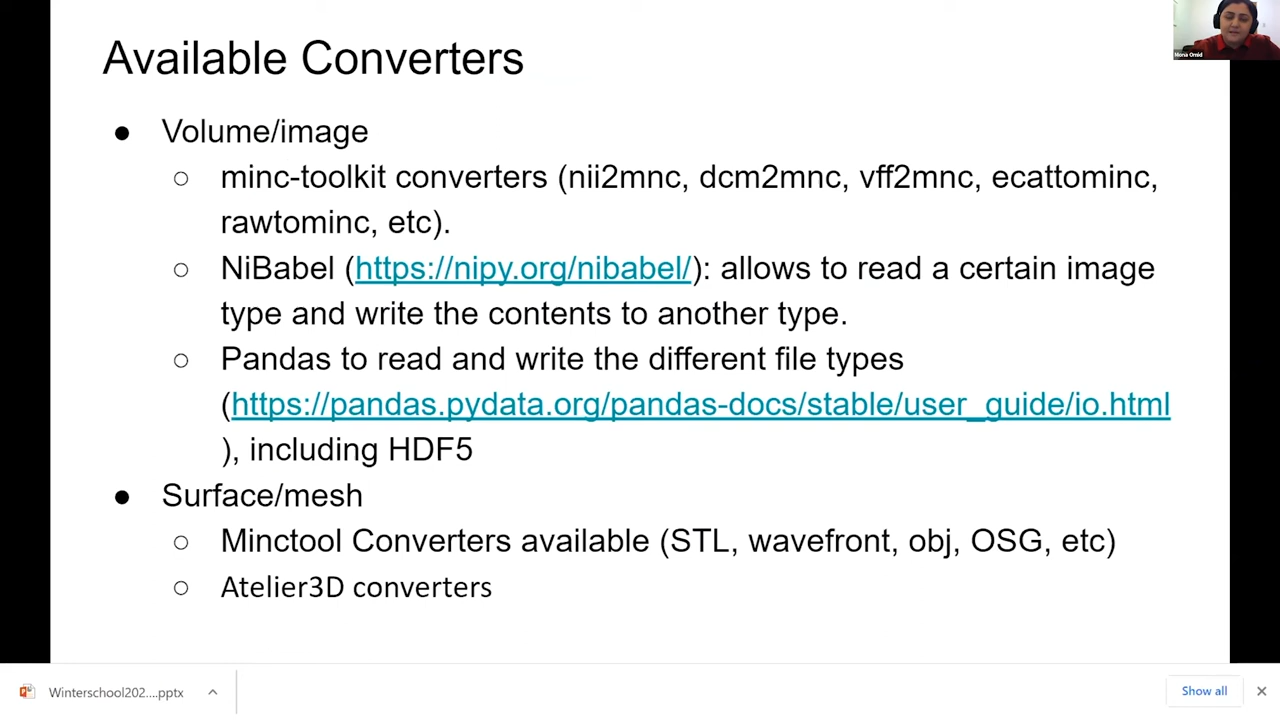 Available Converters
Mona Omid
● Volume/image
○ minc-toolkit converters (nii2mnc, dcm2mnc, vff2mnc, ecattominc,
rawtominc, etc).
○ NiBabel (https://nipy.org/nibabel/): allows to read a certain image
type and write the contents to another type.
○ Pandas to read and write the different file types
(https://pandas.pydata.org/pandas-docs/stable/user_guide/io.html
), including HDF5
● Surface/mesh
○ Minctool Converters available (STL, wavefront, obj, OSG, etc)
○ Atelier3D converters
Winterschool202....pptx
Show all